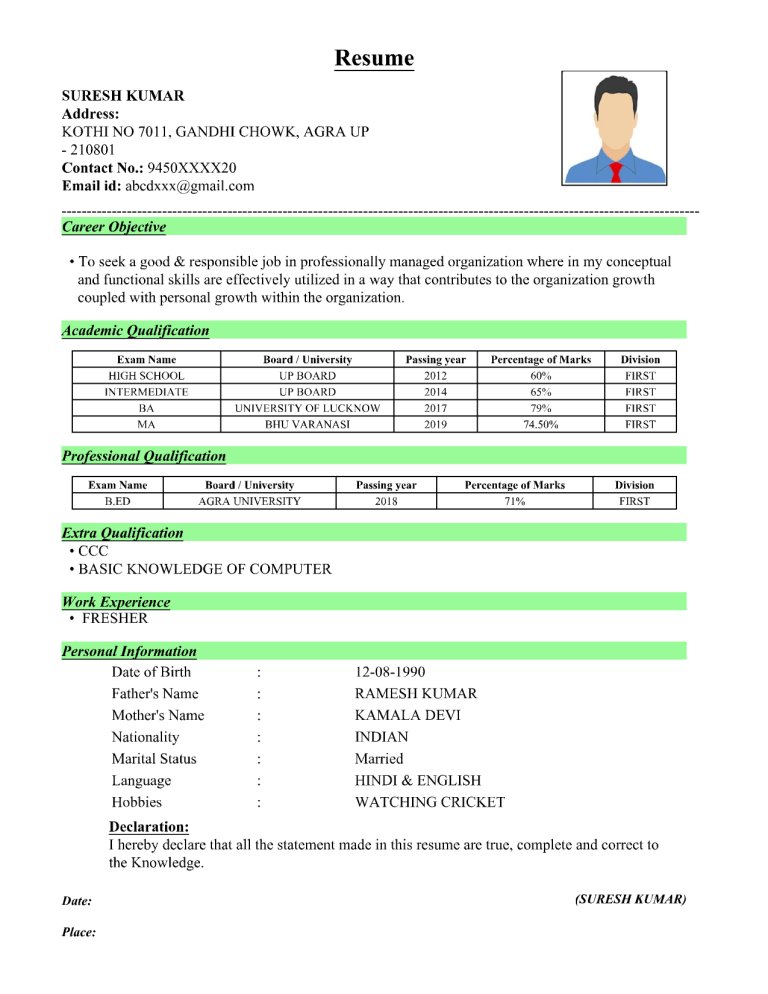 Resume
SURESH KUMAR
Address:
KOTHI NO 7011, GANDHI CHOWK, AGRA UP
- 210801
Contact No.: 9450XXXX20
Email id: abcdxxx@gmail.com
Career Objective
• To seek a good & responsible job in professionally managed organization where in my conceptual
and functional skills are effectively utilized in a way that contributes to the organization growth
coupled with personal growth within the organization.
Academic Qualification
Exam Name Board / University Passing year Percentage of Marks Division
HIGH SCHOOL UP BOARD 2012 60% FIRST
INTERMEDIATE UP BOARD 2014 65% FIRST
BA UNIVERSITY OF LUCKNOW 2017 79% FIRST
MA BHU VARANASI 2019 74.50% FIRST
Professional Qualification
Exam Name Board / University Passing year Percentage of Marks Division
B.ED AGRA UNIVERSITY 2018 71% FIRST
Extra Qualification
• CCC
• BASIC KNOWLEDGE OF COMPUTER
Work Experience
• FRESHER
Personal Information
Date of Birth : 12-08-1990
Father's Name : RAMESH KUMAR
Mother's Name : KAMALA DEVI
Nationality : INDIAN
Marital Status : Married
Language : HINDI & ENGLISH
Hobbies : WATCHING CRICKET
Declaration:
I hereby declare that all the statement made in this resume are true, complete and correct to
the Knowledge.
Date: (SURESH KUMAR)
Place: